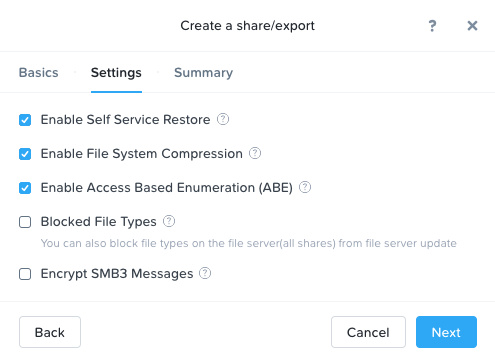 Create a share/export
?
Basics Settings Summary
Enable Self Service Restore ?
Enable File System Compression ?
Enable Access Based Enumeration (ABE) ?
Blocked File Types ?
You can also block file types on the file server(all shares) from file server update
Encrypt SMB3 Messages ?
Back Cancel Next